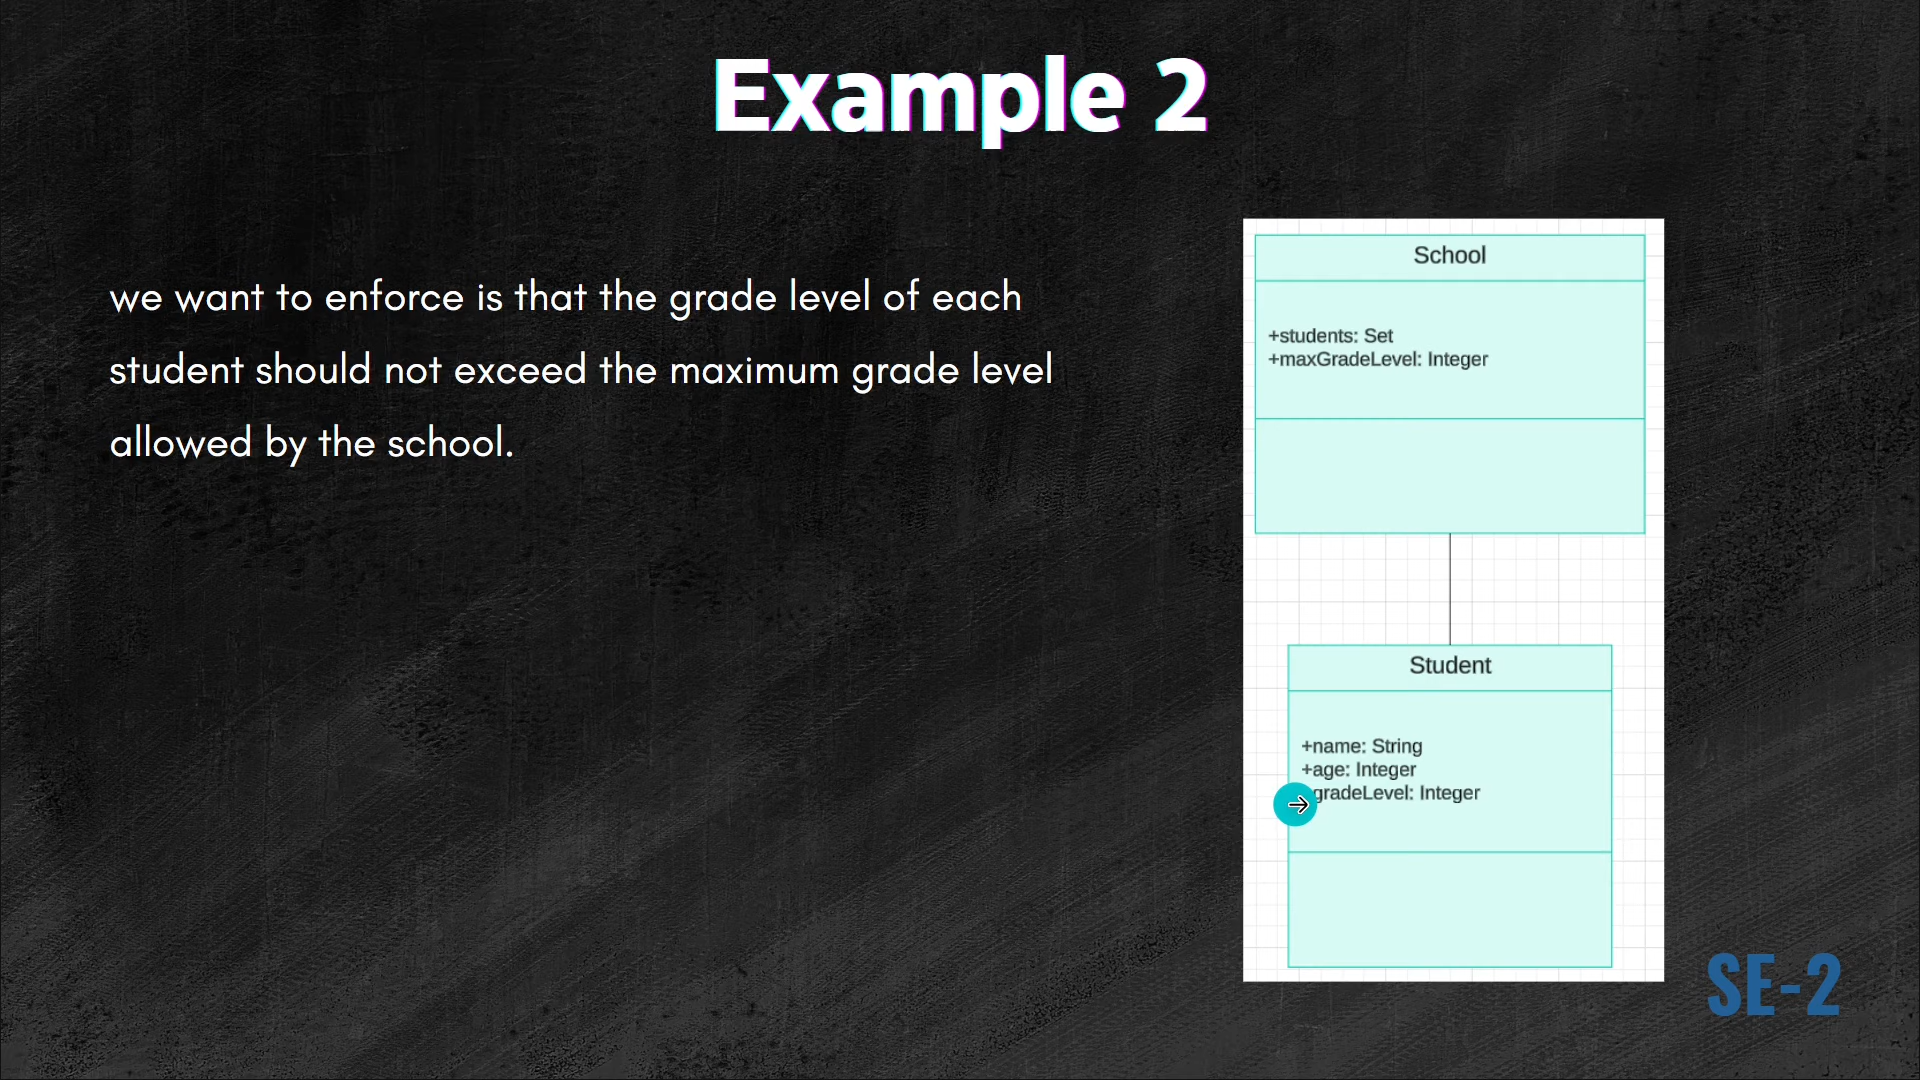 Example 2
we want to enforce is that the grade level of each
student should not exceed the maximum grade level
allowed by the school.
School
+students: Set
+maxGradeLevel: Integer
Student
+name: String
+age: Integer
gradeLevel: Integer
SE-2